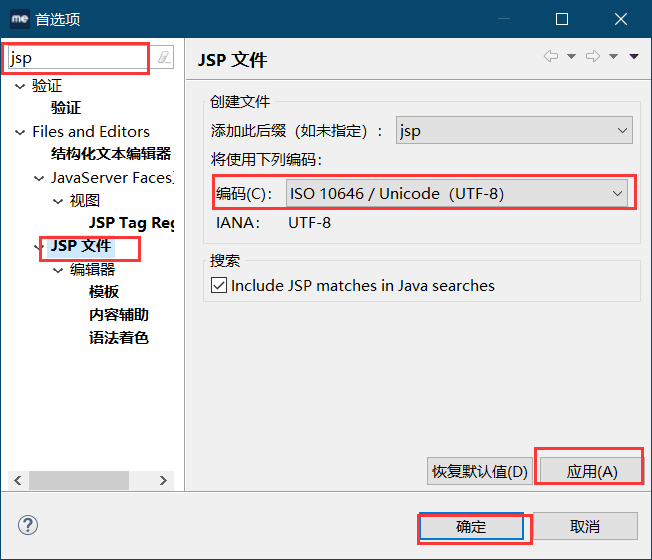 me 首选项
jsp
验证
验证
Files and Editors
结构化文本编辑器
JavaServer Faces
视图
JSP Tag Reg
JSP 文件
编辑器
模板
内容辅助
语法着色
JSP 文件
创建文件
添加此后缀（如未指定）： jsp
将使用下列编码：
编码(C)： ISO 10646 / Unicode（UTF-8）
IANA： UTF-8
搜索
Include JSP matches in Java searches
恢复默认值(D) 应用(A)
? 确定 取消